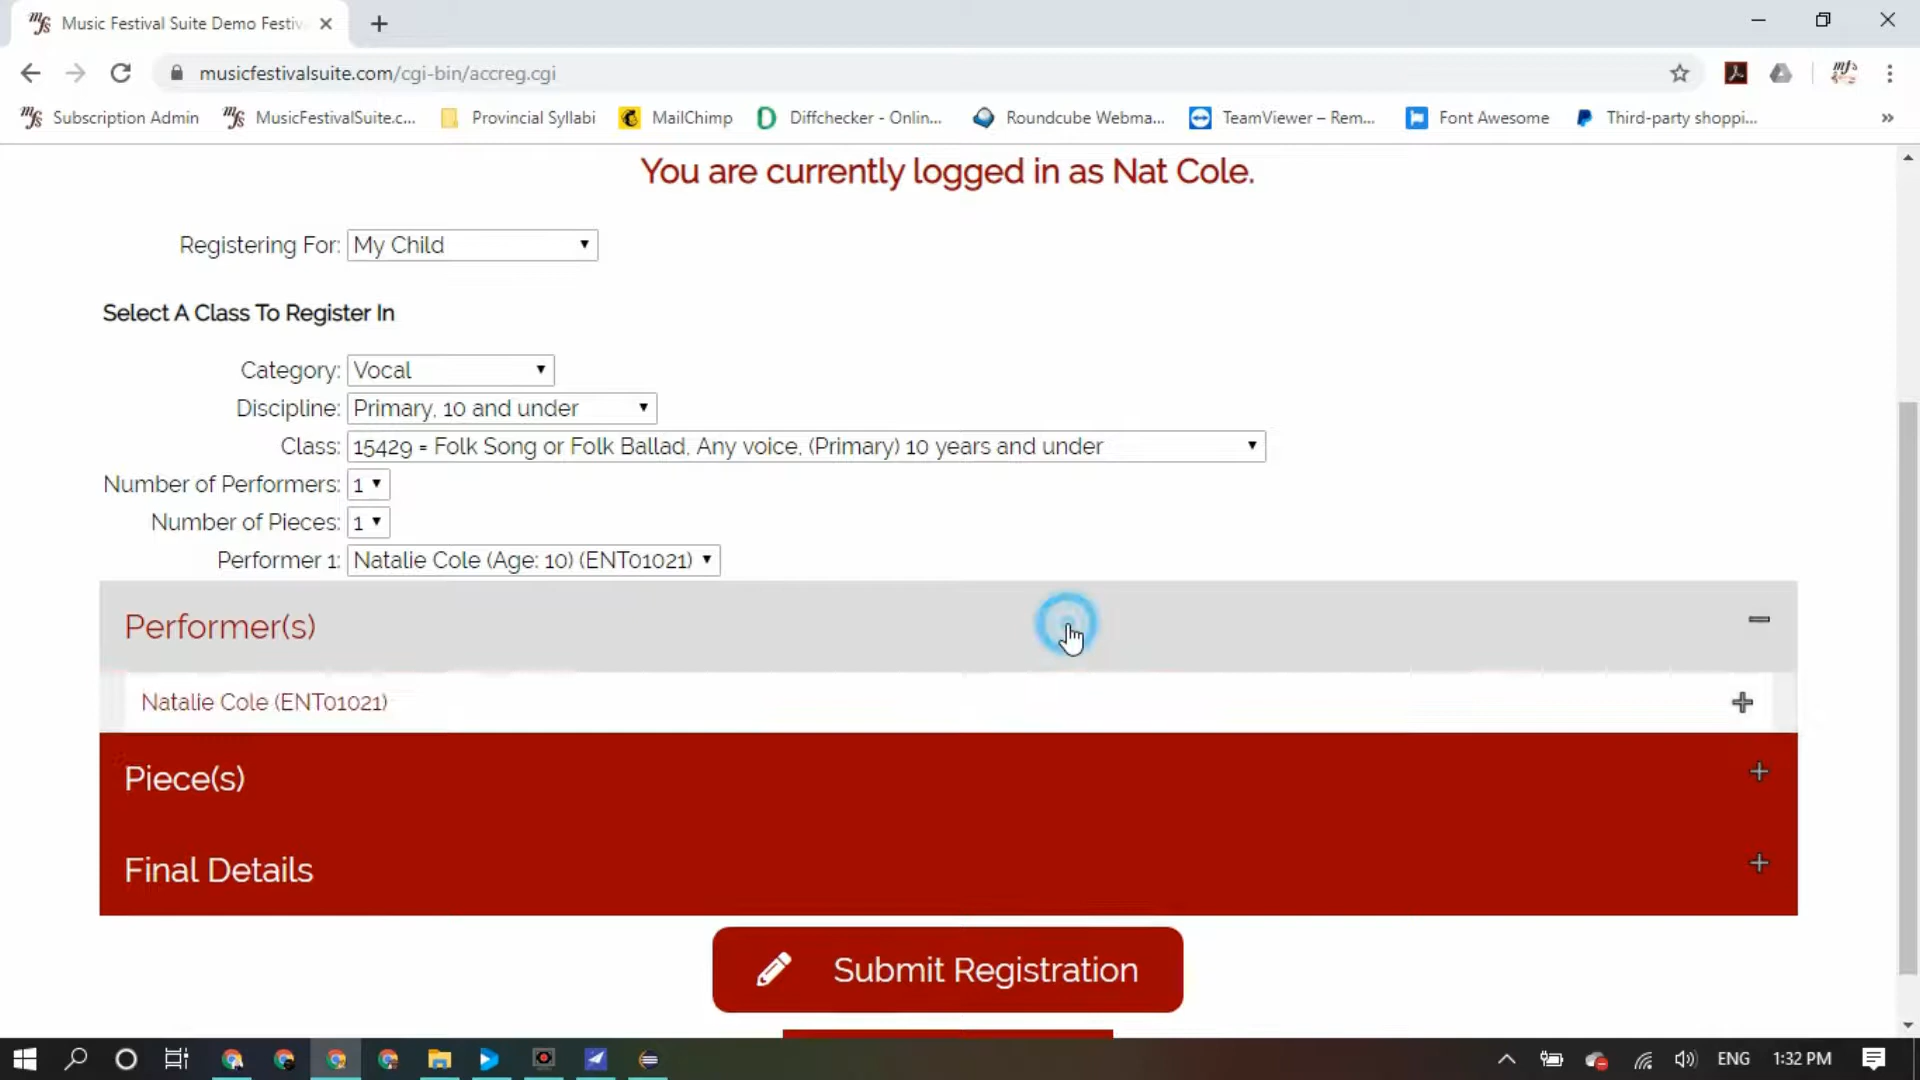 Music Festival Suite Demo Festiv
musicfestivalsuite.com/cgi-bin/accreg.cgi
Subscription Admin MusicFestivalSuite.c... Provincial Syllabi MailChimp Diffchecker - Onlin... Roundcube Webma... TeamViewer – Rem... Font Awesome Third-party shoppi... »
You are currently logged in as Nat Cole.
Registering For: My Child
Select A Class To Register In
Category: Vocal
Discipline: Primary, 10 and under
Class: 15429 = Folk Song or Folk Ballad, Any voice, (Primary) 10 years and under
Number of Performers: 1
Number of Pieces: 1
Performer 1: Natalie Cole (Age: 10) (ENT01021)
Performer(s)
Natalie Cole (ENT01021)
Piece(s)
Final Details
Submit Registration
ENG 1:32 PM